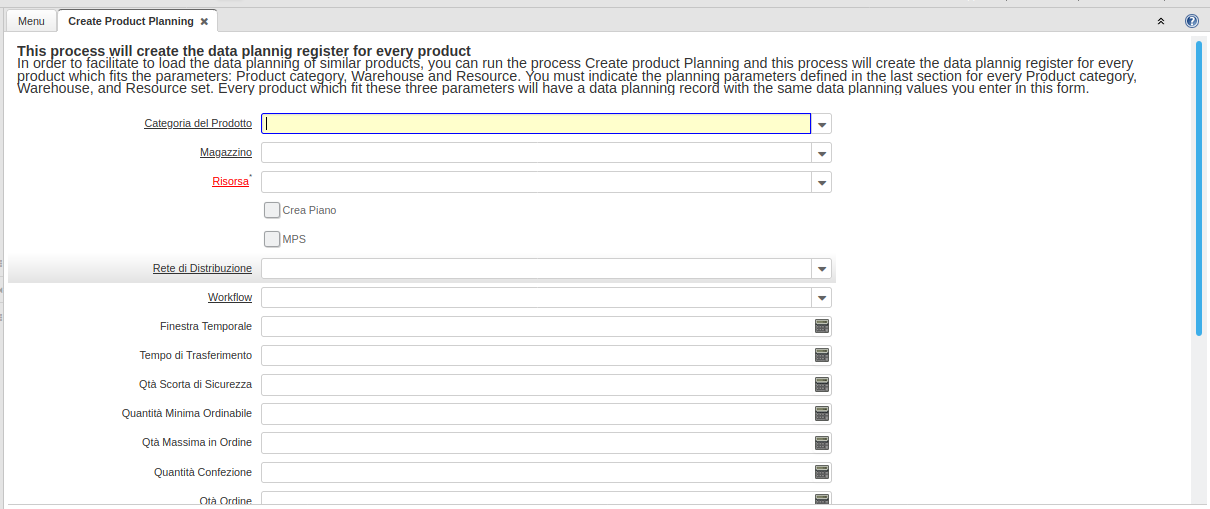 Menu
Create Product Planning
This process will create the data plannig register for every product
In order to facilitate to load the data planning of similar products, you can run the process Create product Planning and this process will create the data plannig register for every
product which fits the parameters: Product category, Warehouse and Resource. You must indicate the planning parameters defined in the last section for every Product category,
Warehouse, and Resource set. Every product which fit these three parameters will have a data planning record with the same data planning values you enter in this form.
Categoria del Prodotto
Magazzino
Risorsa*
Crea Piano
MPS
Rete di Distribuzione
Workflow
Finestra Temporale
Tempo di Trasferimento
Qtà Scorta di Sicurezza
Quantità Minima Ordinabile
Qtà Massima in Ordine
Quantità Confezione
Qtà Ordine